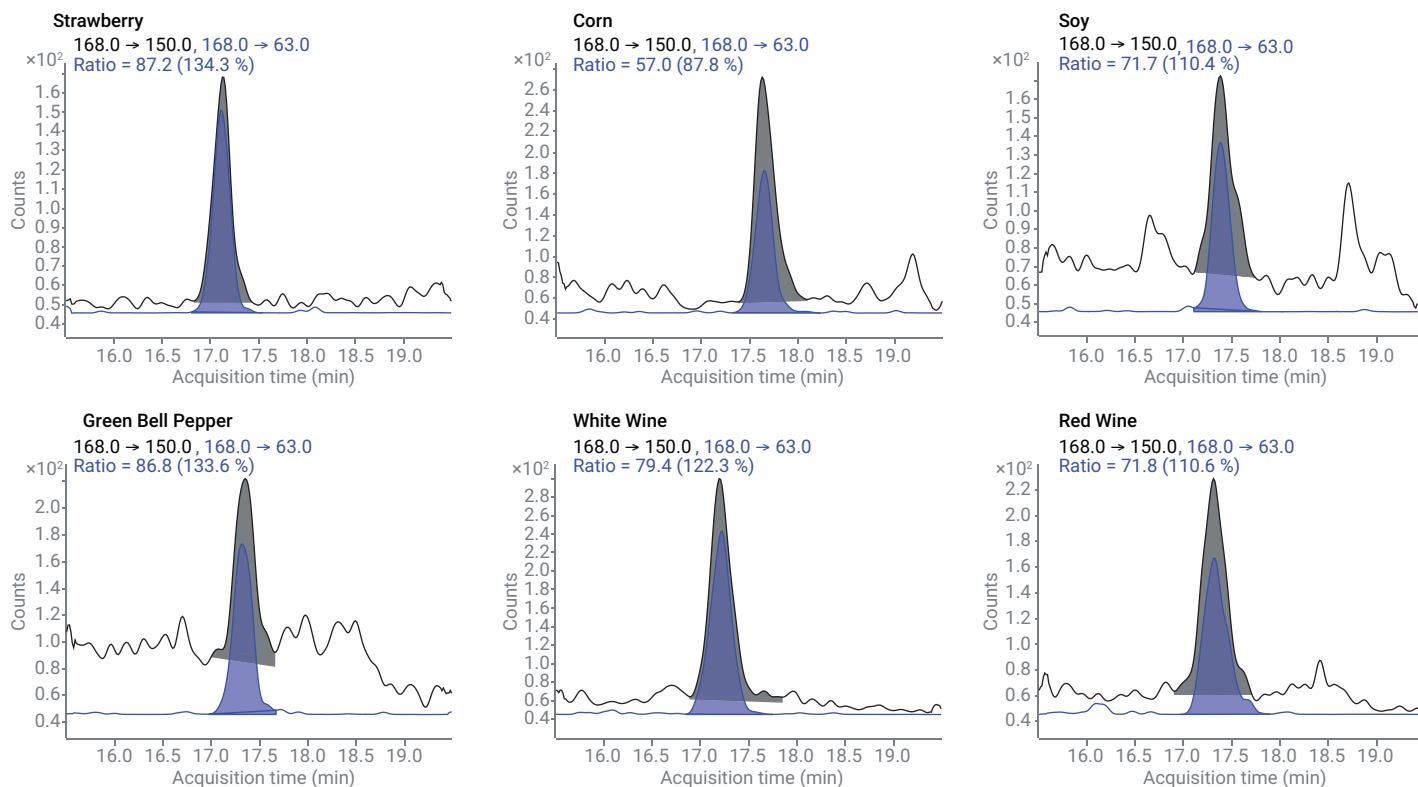 Strawberry
168.0 → 150.0, 168.0 → 63.0
Ratio = 87.2 (134.3 %)
×10²
1.6
1.5
1.4
1.3
1.2
1.1
1.0
0.9
0.8
0.7
0.6
0.5
0.4
Counts
16.0 16.5 17.0 17.5 18.0 18.5 19.0
Acquisition time (min)
Corn
168.0 → 150.0, 168.0 → 63.0
Ratio = 57.0 (87.8 %)
×10²
2.6
2.4
2.2
2.0
1.8
1.6
1.4
1.2
1.0
0.8
0.6
0.4
Counts
16.0 16.5 17.0 17.5 18.0 18.5 19.0
Acquisition time (min)
Soy
168.0 → 150.0, 168.0 → 63.0
Ratio = 71.7 (110.4 %)
×10²
1.6
1.5
1.4
1.3
1.2
1.1
1.0
0.9
0.8
0.7
0.6
0.5
0.4
Counts
16.0 16.5 17.0 17.5 18.0 18.5 19.0
Acquisition time (min)
Green Bell Pepper
168.0 → 150.0, 168.0 → 63.0
Ratio = 86.8 (133.6 %)
×10²
2.0
1.8
1.6
1.4
1.2
1.0
0.8
0.6
0.4
Counts
16.0 16.5 17.0 17.5 18.0 18.5 19.0
Acquisition time (min)
White Wine
168.0 → 150.0, 168.0 → 63.0
Ratio = 79.4 (122.3 %)
×10²
2.8
2.6
2.4
2.2
2.0
1.8
1.6
1.4
1.2
1.0
0.8
0.6
0.4
Counts
16.0 16.5 17.0 17.5 18.0 18.5 19.0
Acquisition time (min)
Red Wine
168.0 → 150.0, 168.0 → 63.0
Ratio = 71.8 (110.6 %)
×10²
2.2
2.0
1.8
1.6
1.4
1.2
1.0
0.8
0.6
0.4
Counts
16.0 16.5 17.0 17.5 18.0 18.5 19.0
Acquisition time (min)